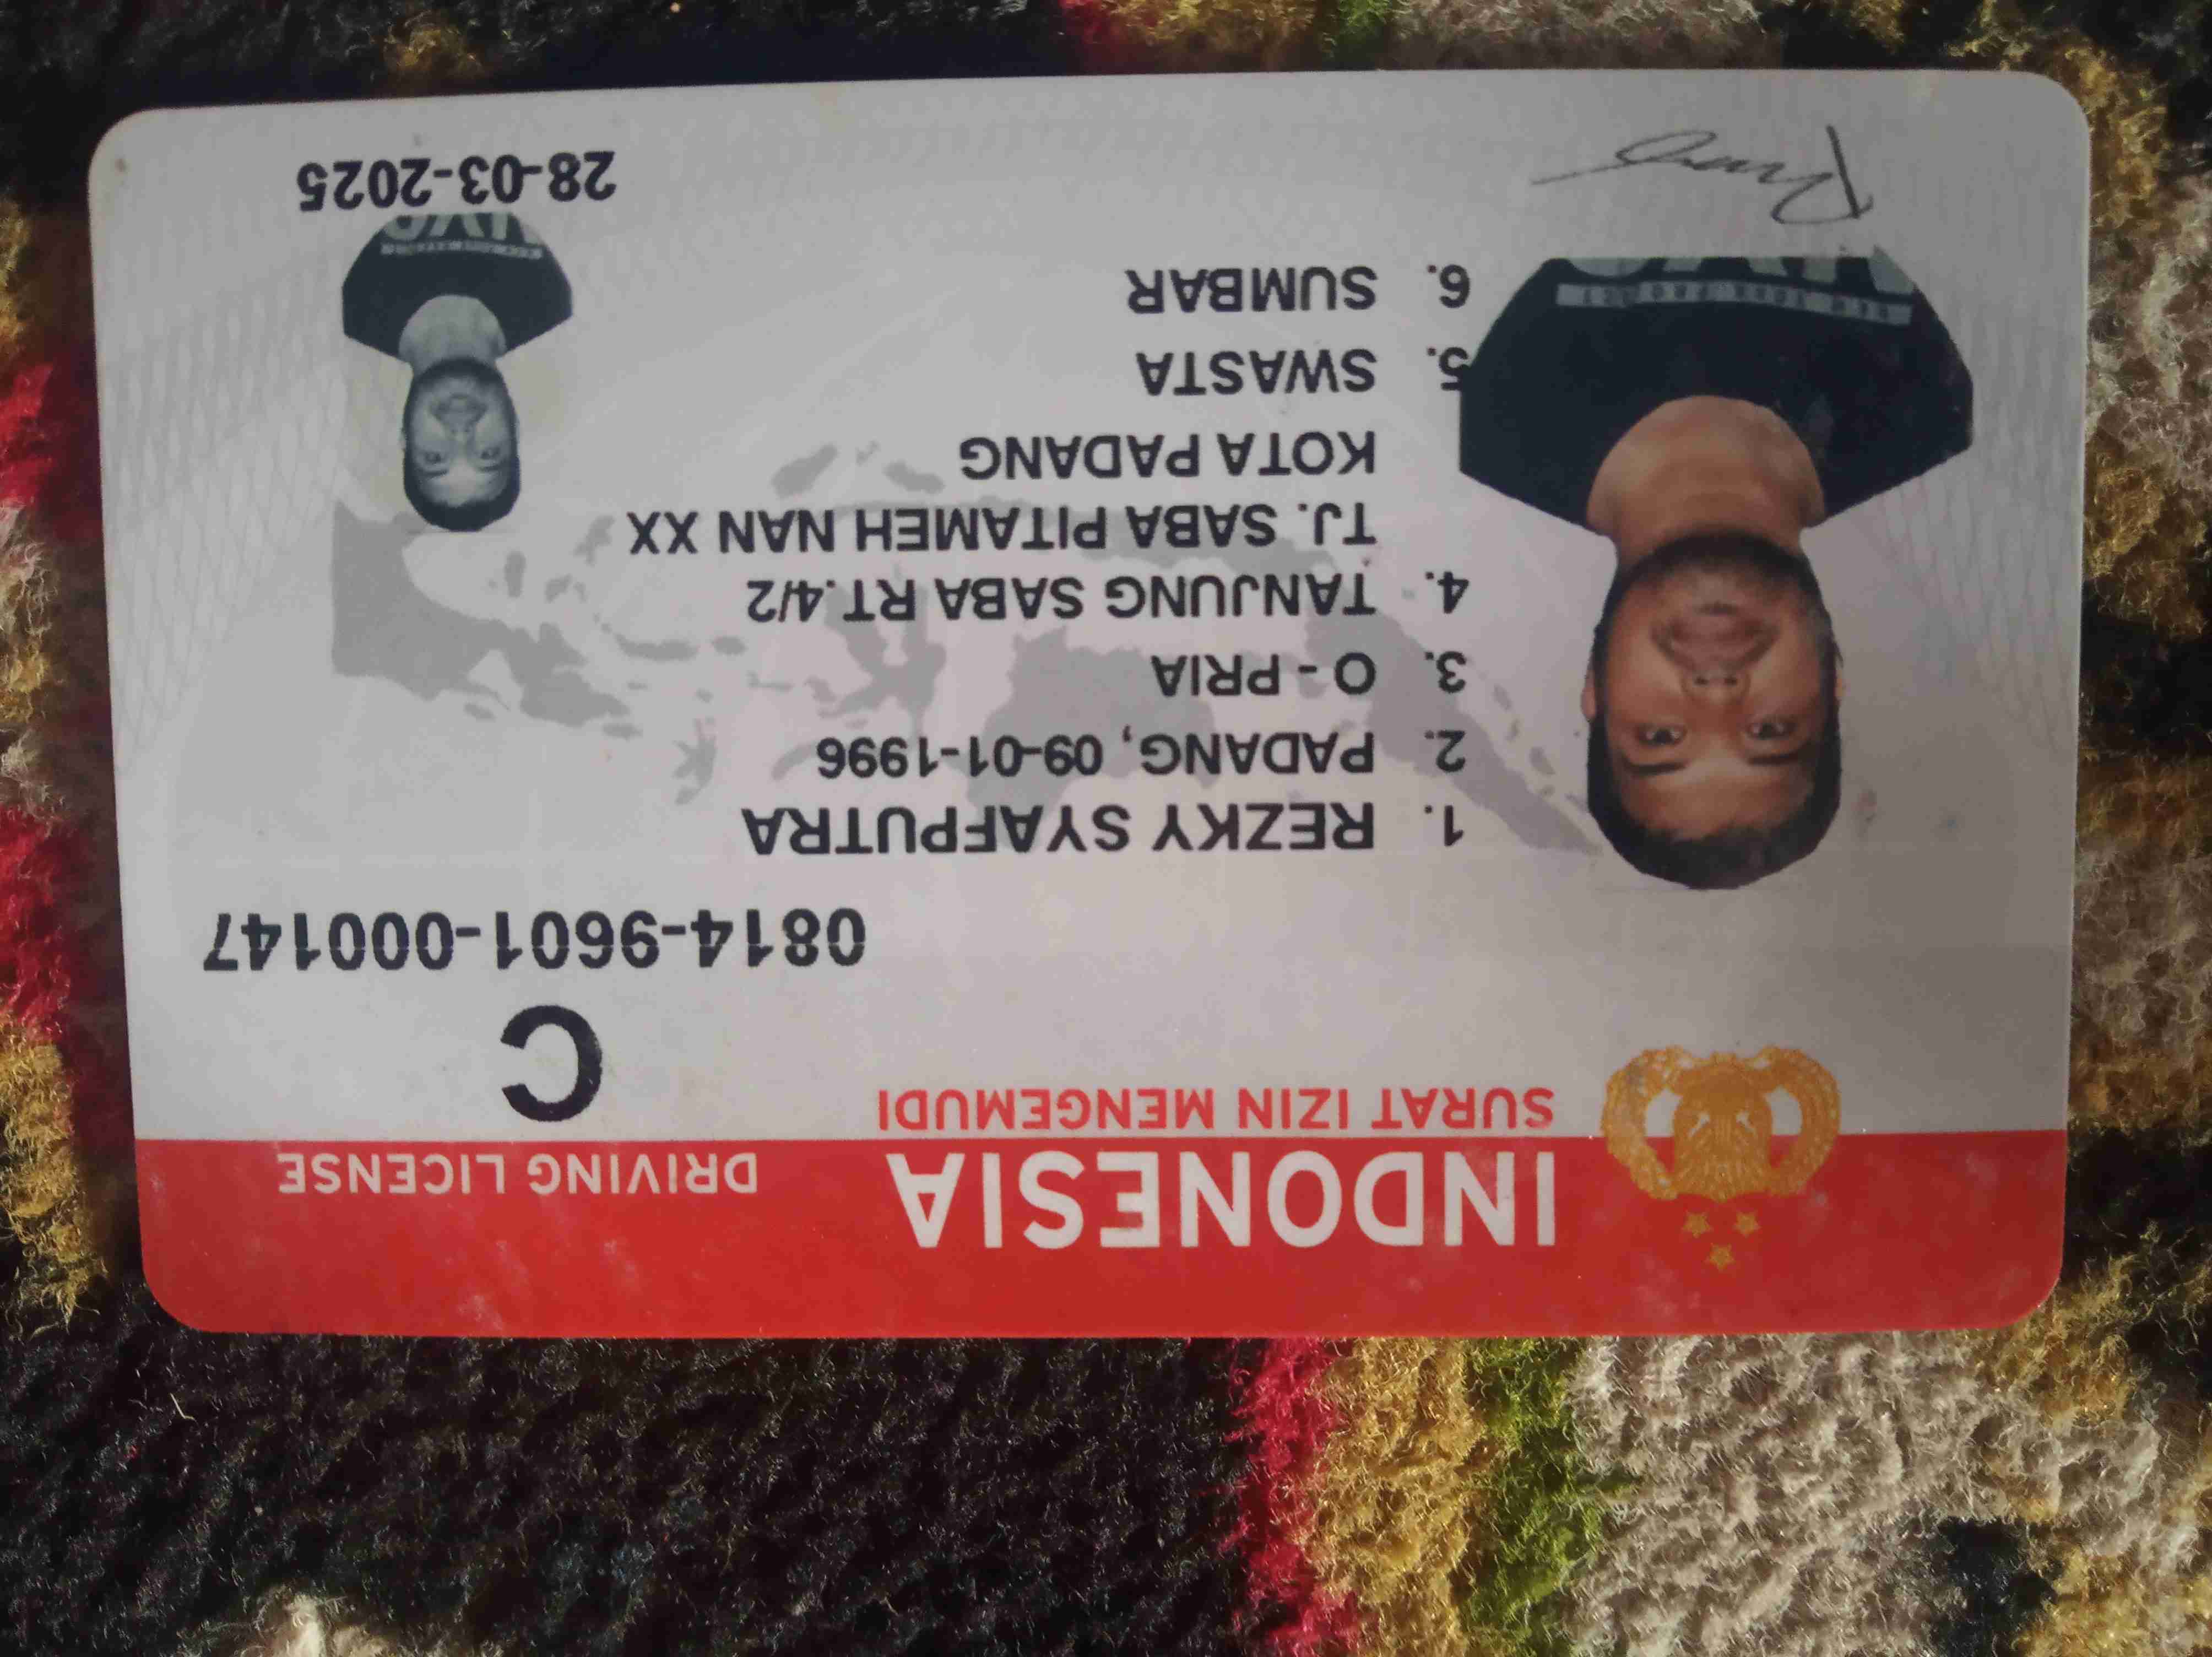 INDONESIA
DRIVING LICENSE
SURAT IZIN MENGEMUDI
C
0814-9601-000147
1. REZKY SYAFPUTRA
2. PADANG, 09-01-1996
3. O - PRIA
4. TANJUNG SABA RT.4/2
TJ. SABA PITAMEH NAN XX
KOTA PADANG
5. SWASTA
6. SUMBAR
28-03-2025